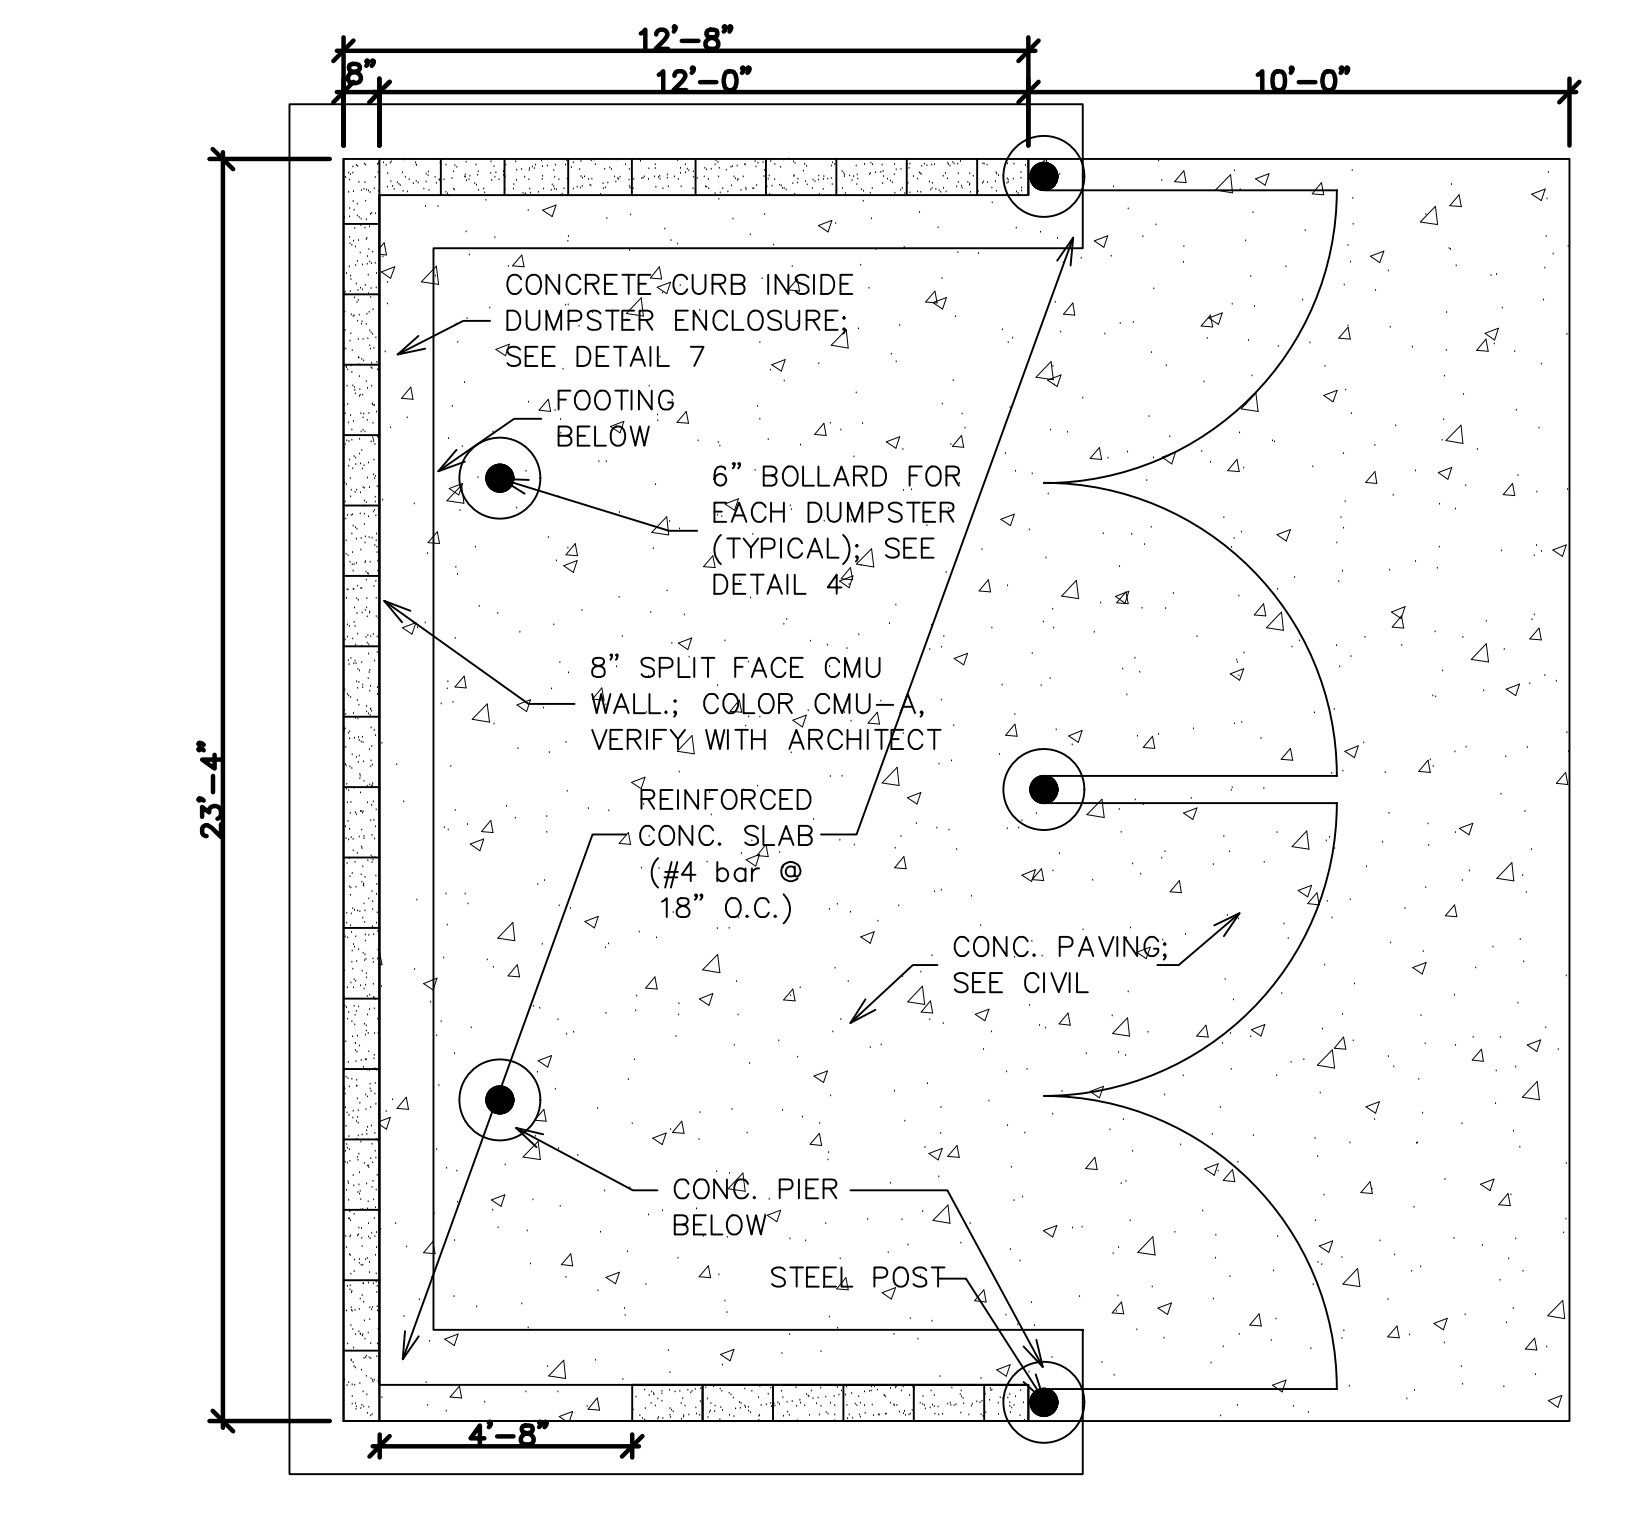 12'-8"
8"
12'-0"
10'-0"
CONCRETE CURB INSIDE
DUMPSTER ENCLOSURE;
SEE DETAIL 7
FOOTING
BELOW
6" BOLLARD FOR
EACH DUMPSTER
(TYPICAL); SEE
DETAIL 4
8" SPLIT FACE CMU
WALL.; COLOR CMU-A,
VERIFY WITH ARCHITECT
23'-4"
REINFORCED
CONC. SLAB
(#4 bar @
18" O.C.)
CONC. PAVING;
SEE CIVIL
CONC. PIER
BELOW
STEEL POST
4'-8"